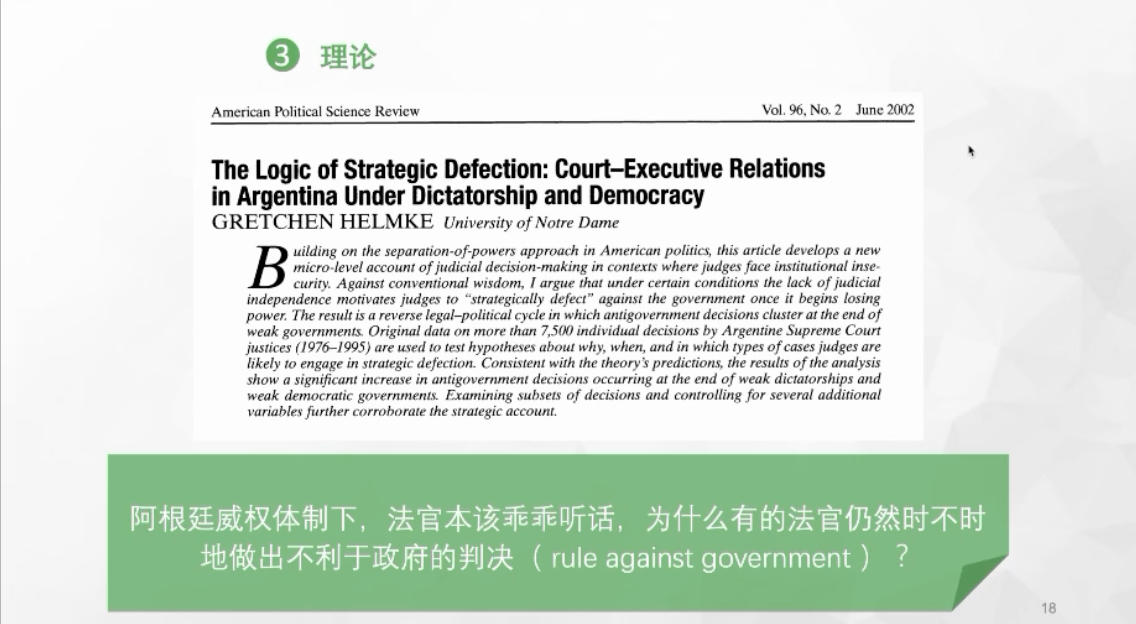 3 理论
American Political Science Review Vol. 96, No. 2 June 2002
The Logic of Strategic Defection: Court–Executive Relations
in Argentina Under Dictatorship and Democracy
GRETCHEN HELMKE University of Notre Dame
Building on the separation-of-powers approach in American politics, this article develops a new
micro-level account of judicial decision-making in contexts where judges face institutional inse-
curity. Against conventional wisdom, I argue that under certain conditions the lack of judicial
independence motivates judges to “strategically defect” against the government once it begins losing
power. The result is a reverse legal–political cycle in which antigovernment decisions cluster at the end of
weak governments. Original data on more than 7,500 individual decisions by Argentine Supreme Court
justices (1976–1995) are used to test hypotheses about why, when, and in which types of cases judges are
likely to engage in strategic defection. Consistent with the theory’s predictions, the results of the analysis
show a significant increase in antigovernment decisions occurring at the end of weak dictatorships and
weak democratic governments. Examining subsets of decisions and controlling for several additional
variables further corroborate the strategic account.
阿根廷威权体制下，法官本该乖乖听话，为什么有的法官仍然时不时
地做出不利于政府的判决（rule against government）？
18